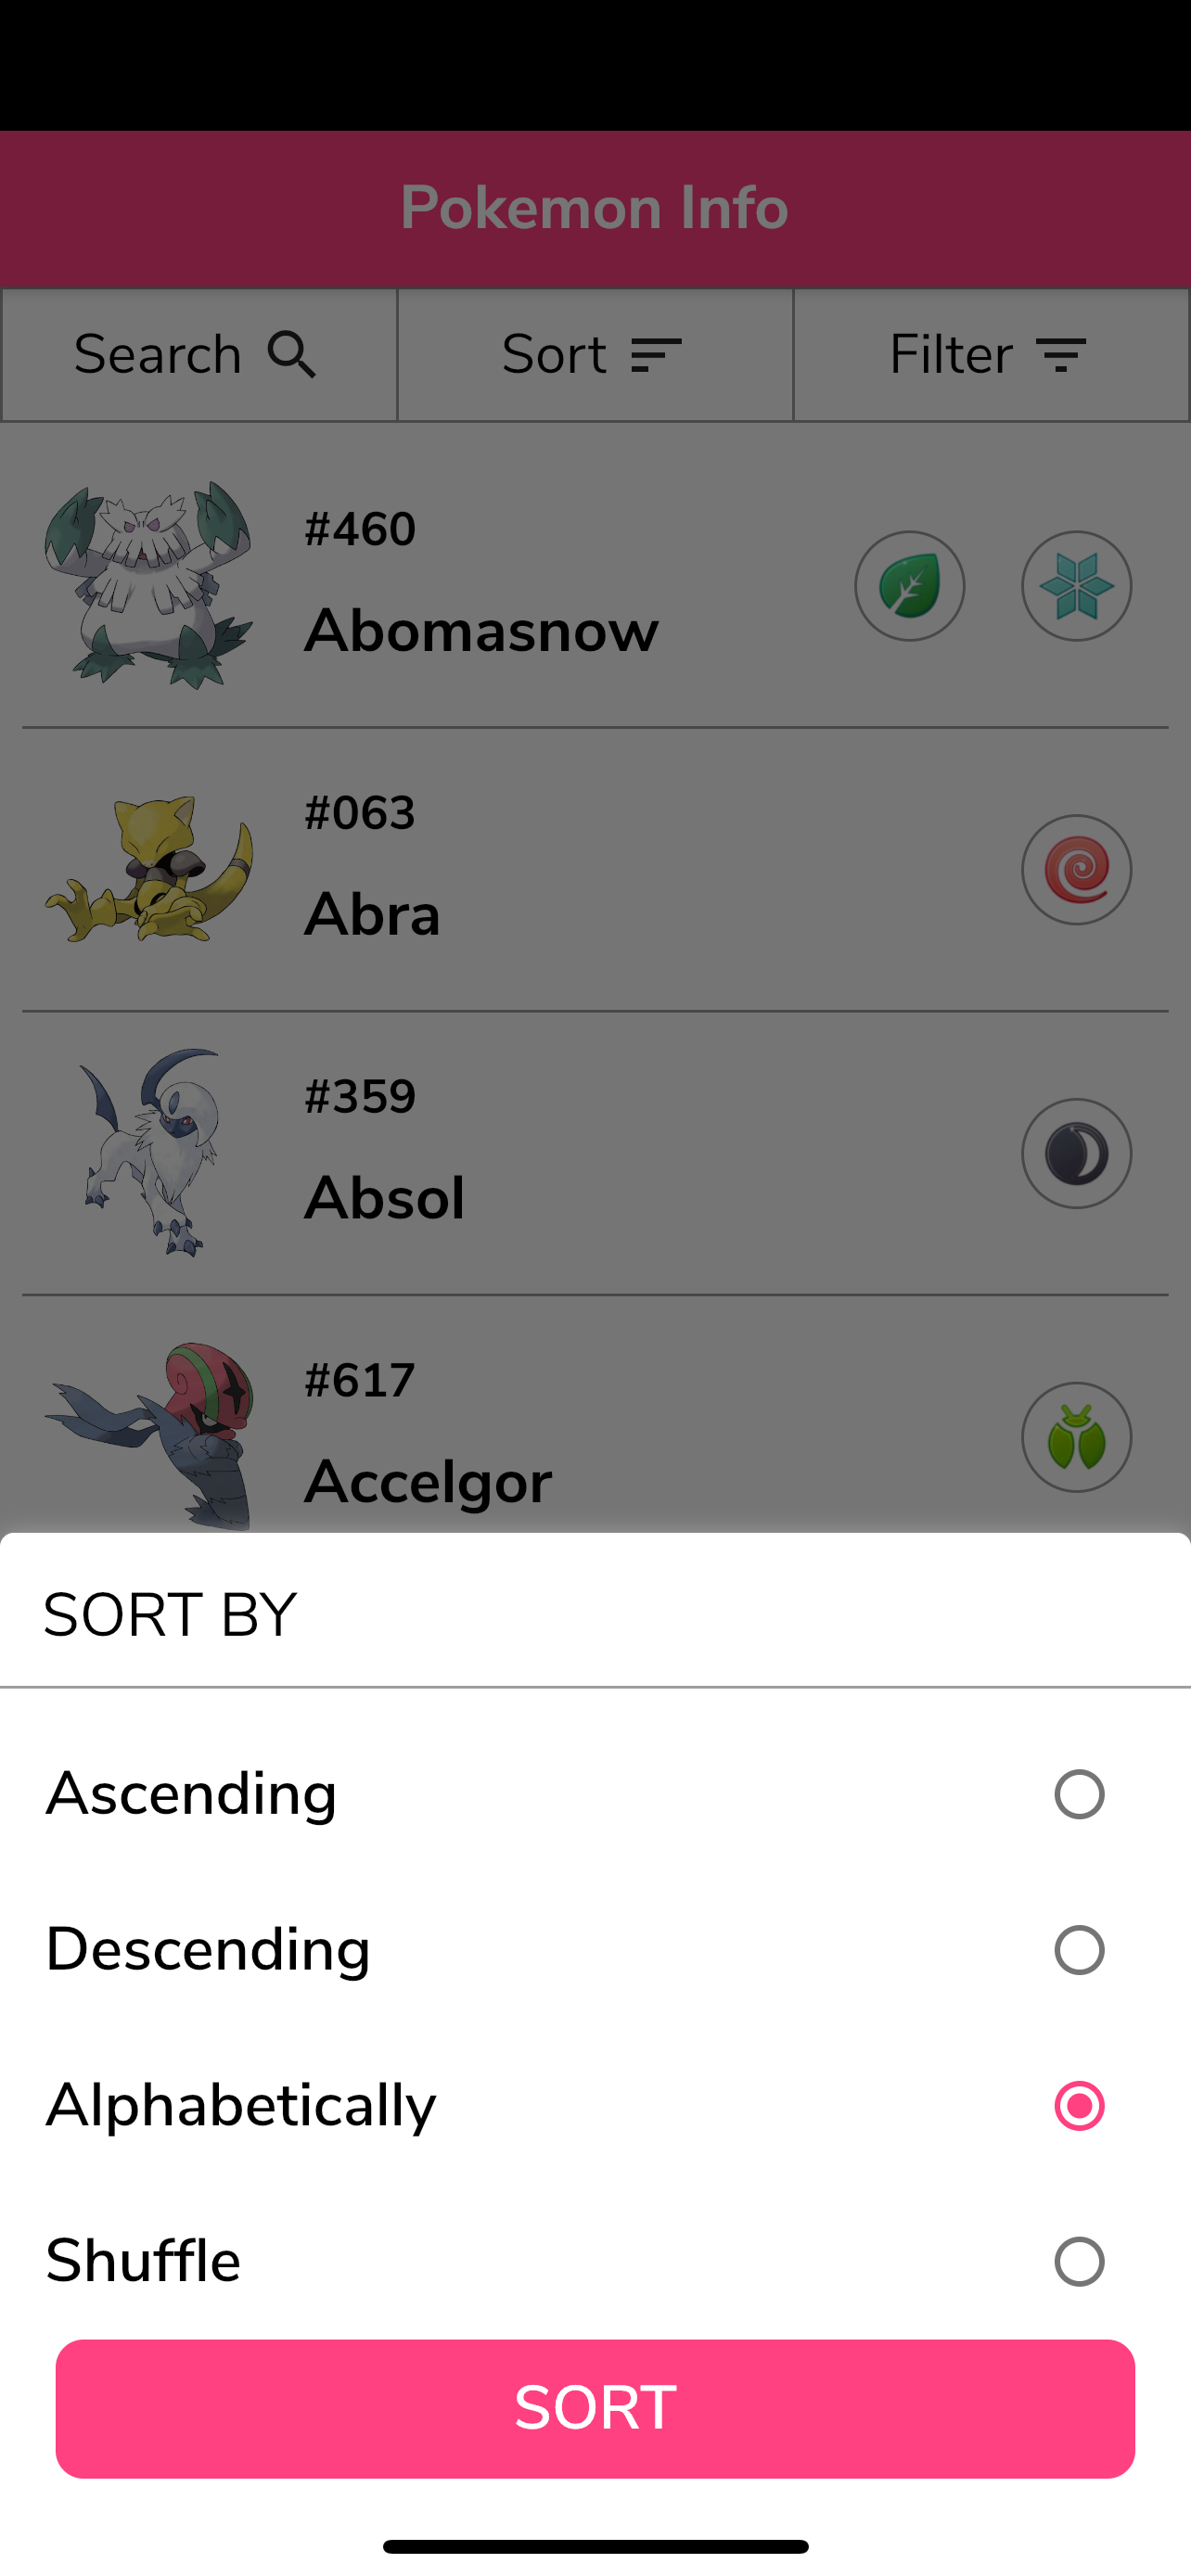 Pokemon Info
Search
Sort
Filter
#460
Abomasnow
#063
Abra
#359
Absol
#617
Accelgor
SORT BY
Ascending
Descending
Alphabetically
Shuffle
SORT